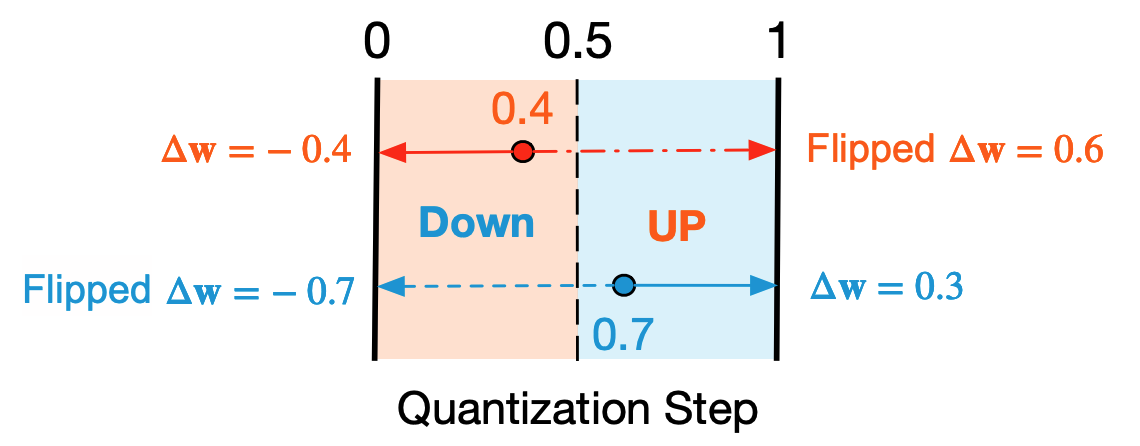 0 0.5 1
0.4
Δw = − 0.4
Flipped Δw = 0.6
Down UP
Flipped Δw = − 0.7
Δw = 0.3
0.7
Quantization Step